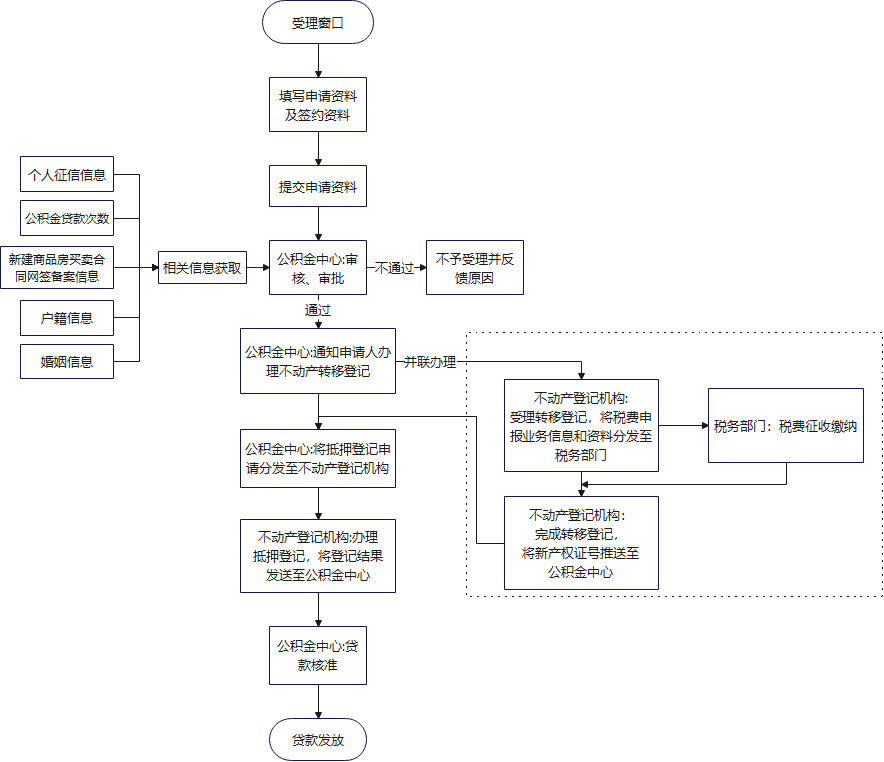 受理窗口
填写申请资料
及签约资料
提交申请资料
个人征信信息
公积金贷款次数
新建商品房买卖合
同网签备案信息
户籍信息
婚姻信息
相关信息获取
公积金中心:审
核、审批
不通过
不予受理并反
馈原因
通过
公积金中心:通知申请人办
理不动产转移登记
并联办理
不动产登记机构:
受理转移登记，将税费申
报业务信息和资料分发至
税务部门
税务部门：税费征收缴纳
不动产登记机构：
完成转移登记，
将新产权证号推送至
公积金中心
公积金中心:将抵押登记申
请分发至不动产登记机构
不动产登记机构:办理
抵押登记，将登记结果
发送至公积金中心
公积金中心:贷
款核准
贷款发放